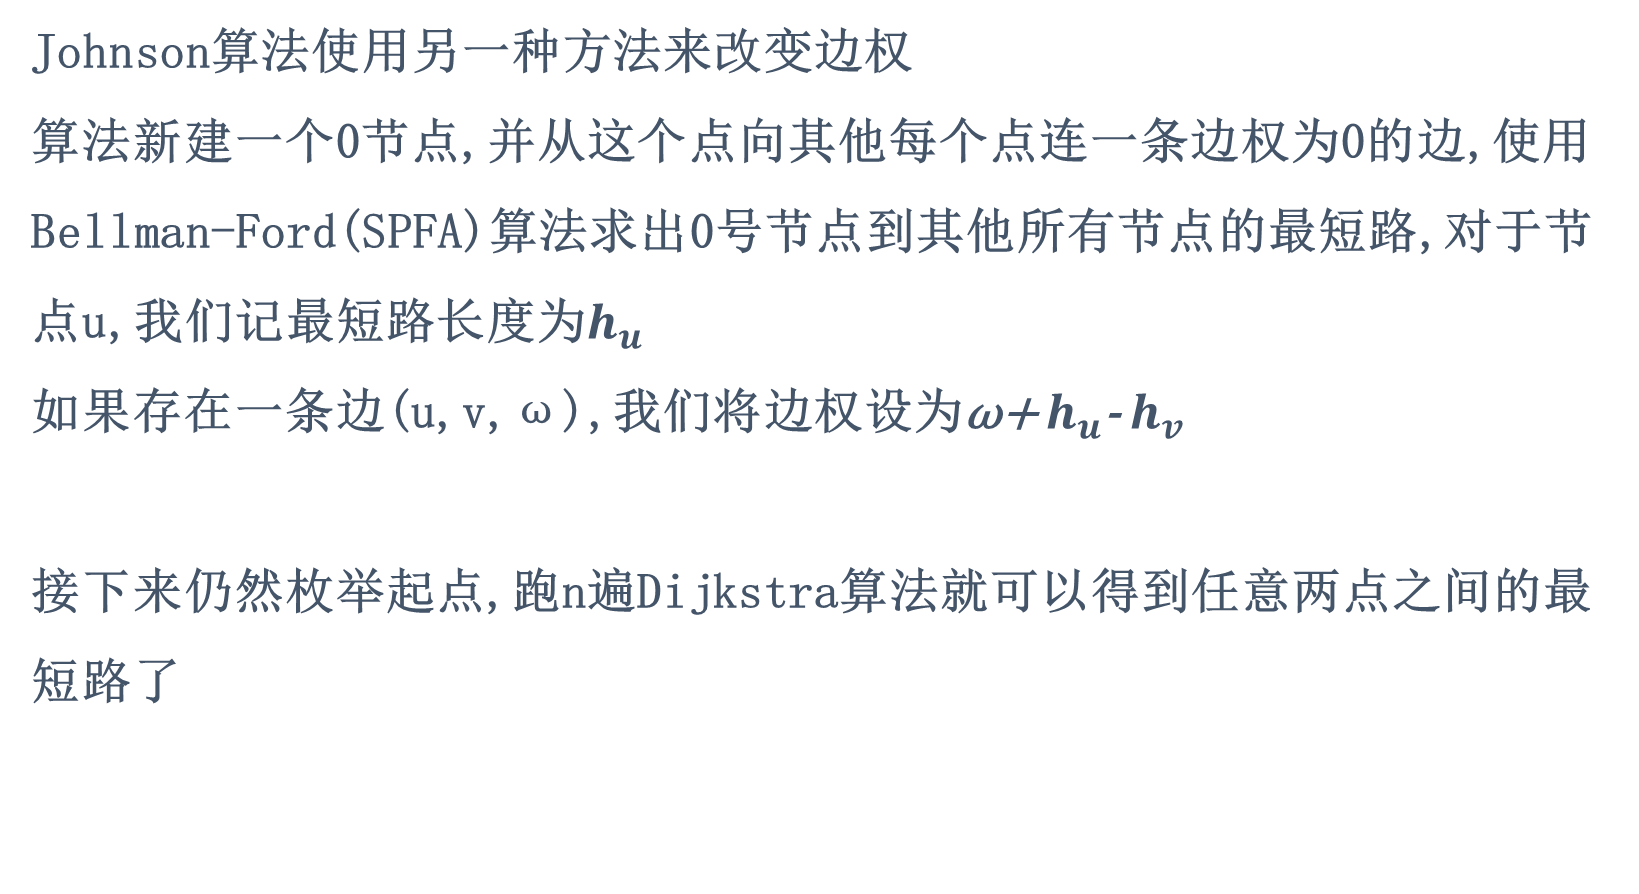 Johnson算法使用另一种方法来改变边权
算法新建一个0节点,并从这个点向其他每个点连一条边权为0的边,使用
Bellman-Ford(SPFA)算法求出0号节点到其他所有节点的最短路,对于节
点u,我们记最短路长度为h_u
如果存在一条边(u,v,ω),我们将边权设为ω+h_u-h_v
接下来仍然枚举起点,跑n遍Dijkstra算法就可以得到任意两点之间的最
短路了